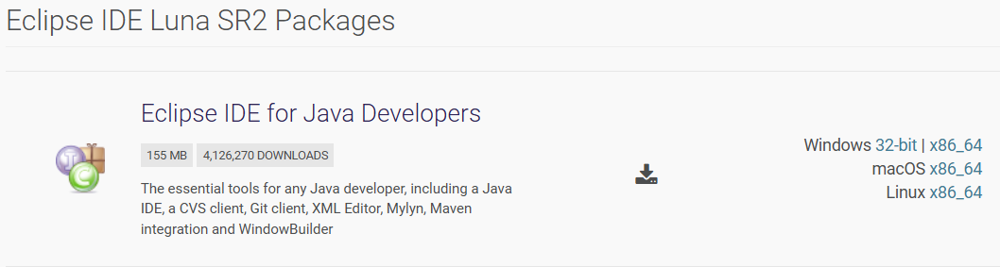 Eclipse IDE Luna SR2 Packages
Eclipse IDE for Java Developers
155 MB 4,126,270 DOWNLOADS
The essential tools for any Java developer, including a Java
IDE, a CVS client, Git client, XML Editor, Mylyn, Maven
integration and WindowBuilder
Windows 32-bit | x86_64
macOS x86_64
Linux x86_64